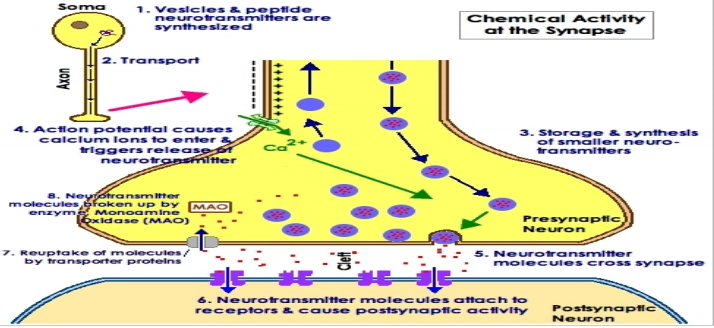 Soma
1. Vesicles & peptide
neurotransmitters are
synthesized
Chemical Activity
at the Synapse
2. Transport
Axon
4. Action potential causes
calcium ions to enter &
triggers release of
neurotransmitter
Ca2+
3. Storage & synthesis
of smaller neuro-
transmitters
8. Neurotransmitter
molecules broken up by
enzyme, Monoamine
Oxidase (MAO)
MAO
Presynaptic
Neuron
7. Reuptake of molecules
by transporter proteins
Cleft
5. Neurotransmitter
molecules cross synapse
6. Neurotransmitter molecules attach to
receptors & cause postsynaptic activity
Postsynaptic
Neuron